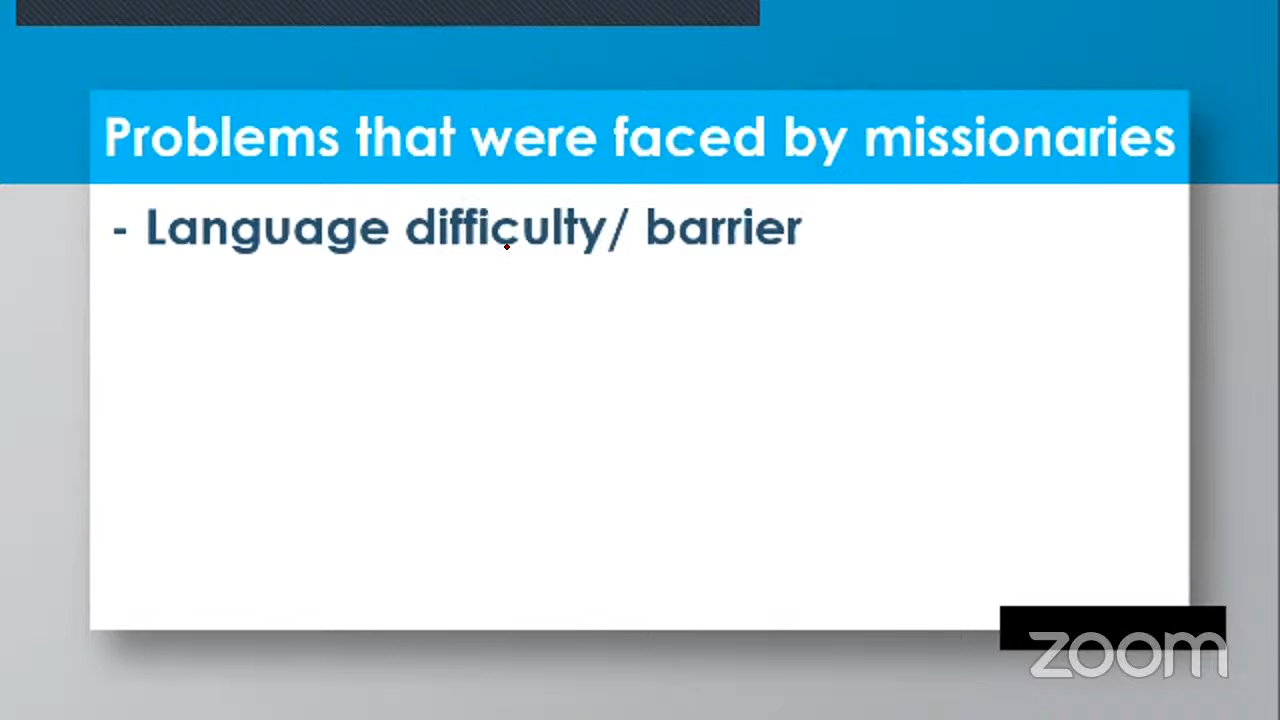 Problems that were faced by missionaries
- Language difficulty/ barrier
zoom